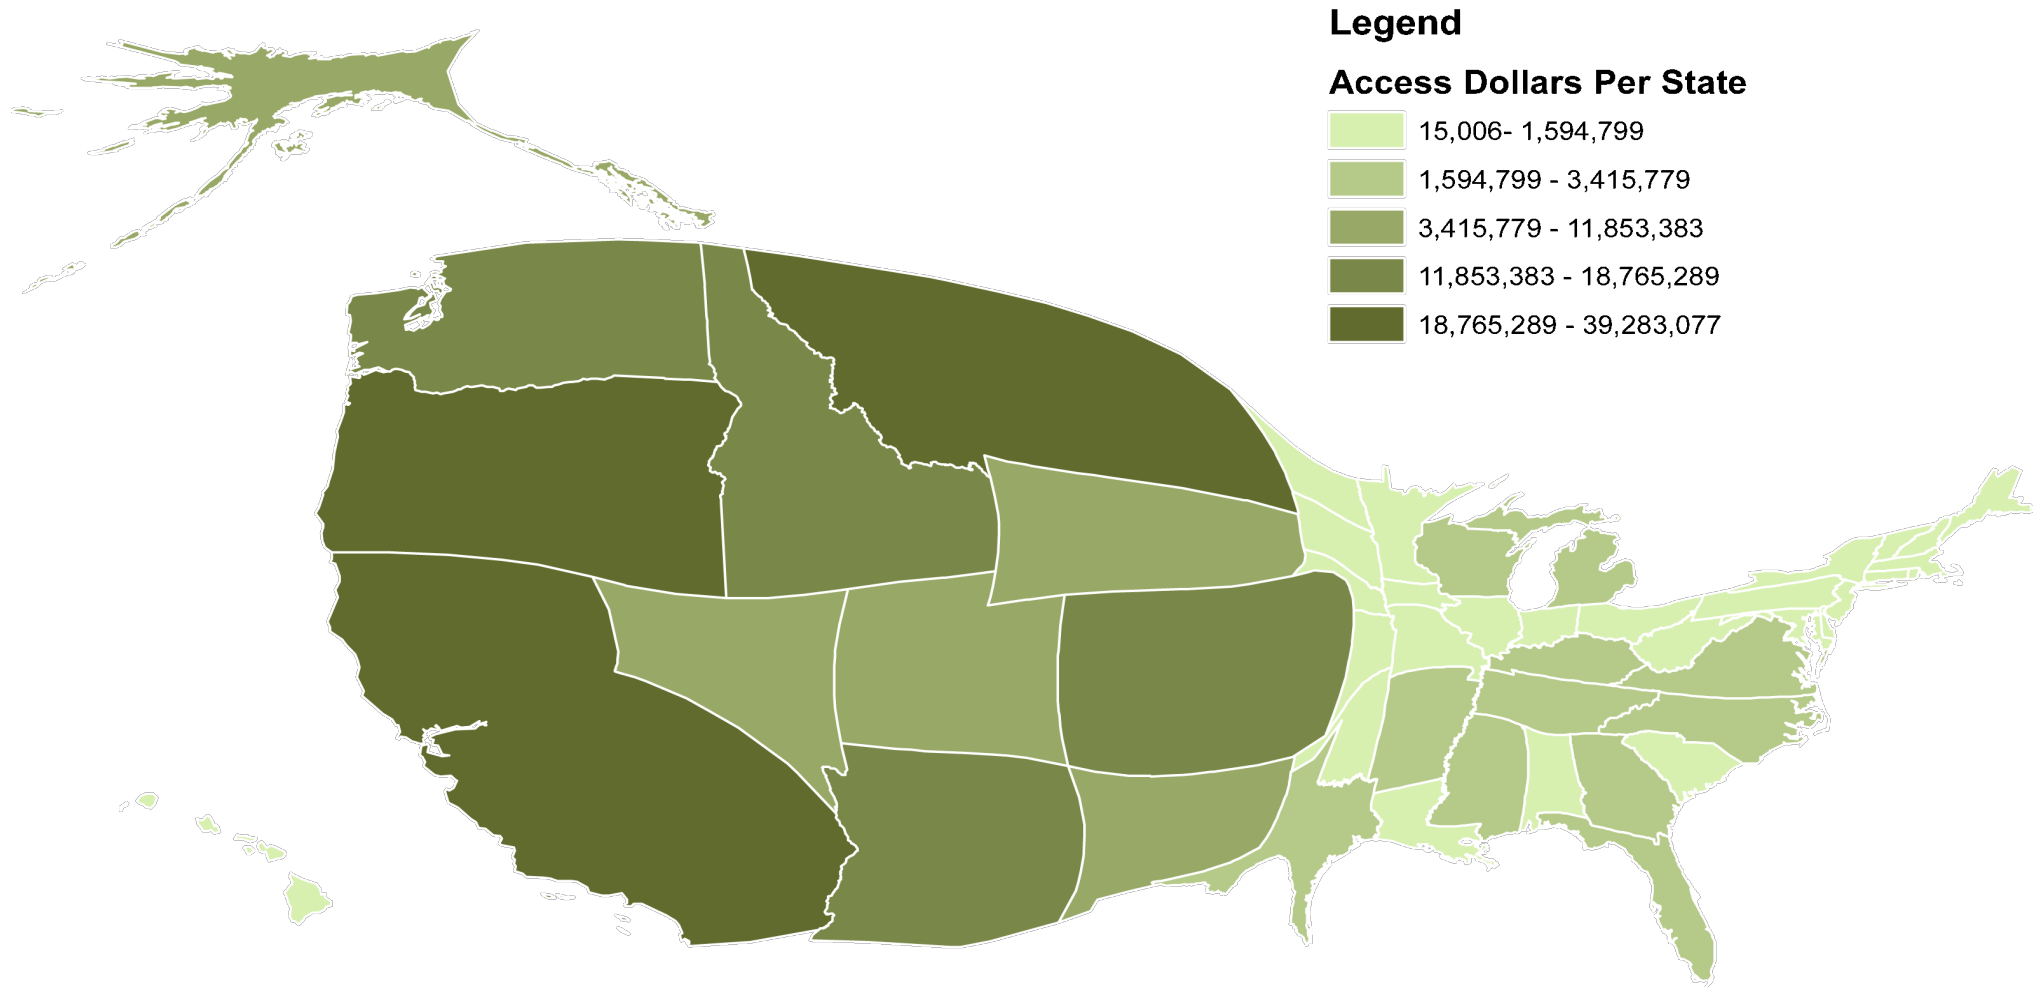 Legend
Access Dollars Per State
15,006- 1,594,799
1,594,799 - 3,415,779
3,415,779 - 11,853,383
11,853,383 - 18,765,289
18,765,289 - 39,283,077